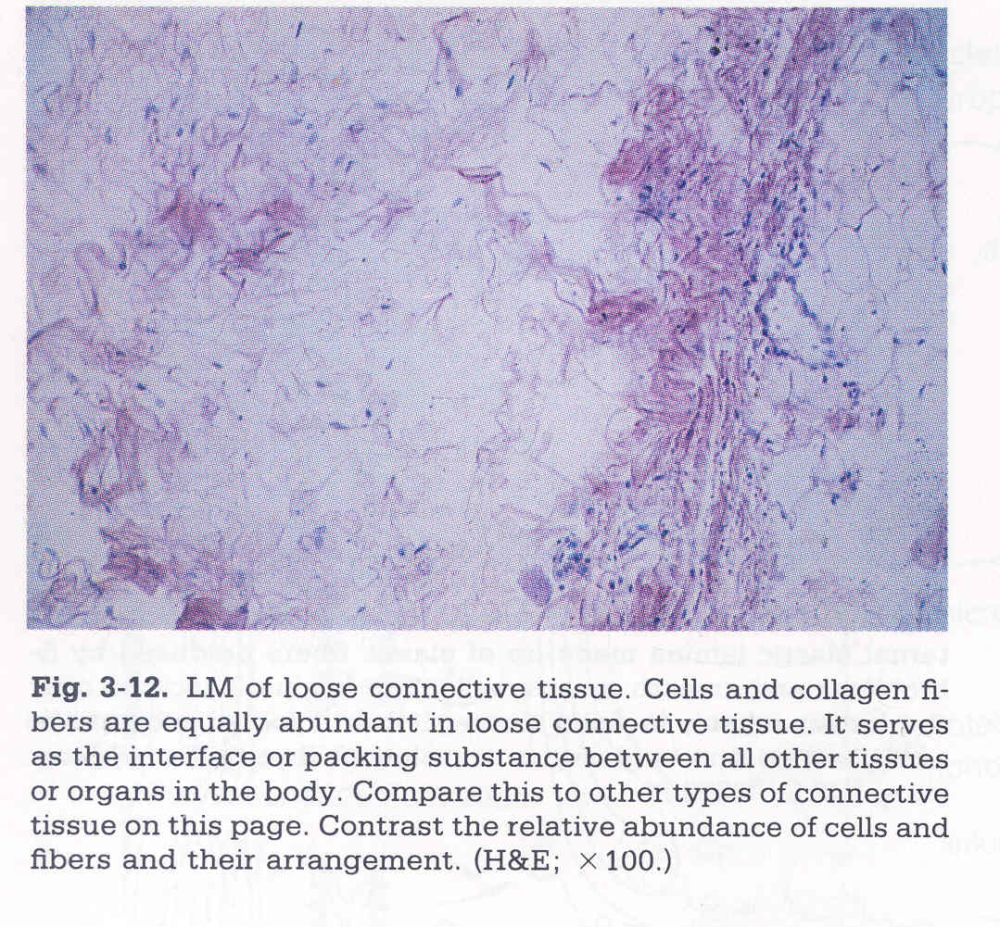 Fig. 3-12. LM of loose connective tissue. Cells and collagen fi-
bers are equally abundant in loose connective tissue. It serves
as the interface or packing substance between all other tissues
or organs in the body. Compare this to other types of connective
tissue on this page. Contrast the relative abundance of cells and
fibers and their arrangement. (H&E; ×100.)